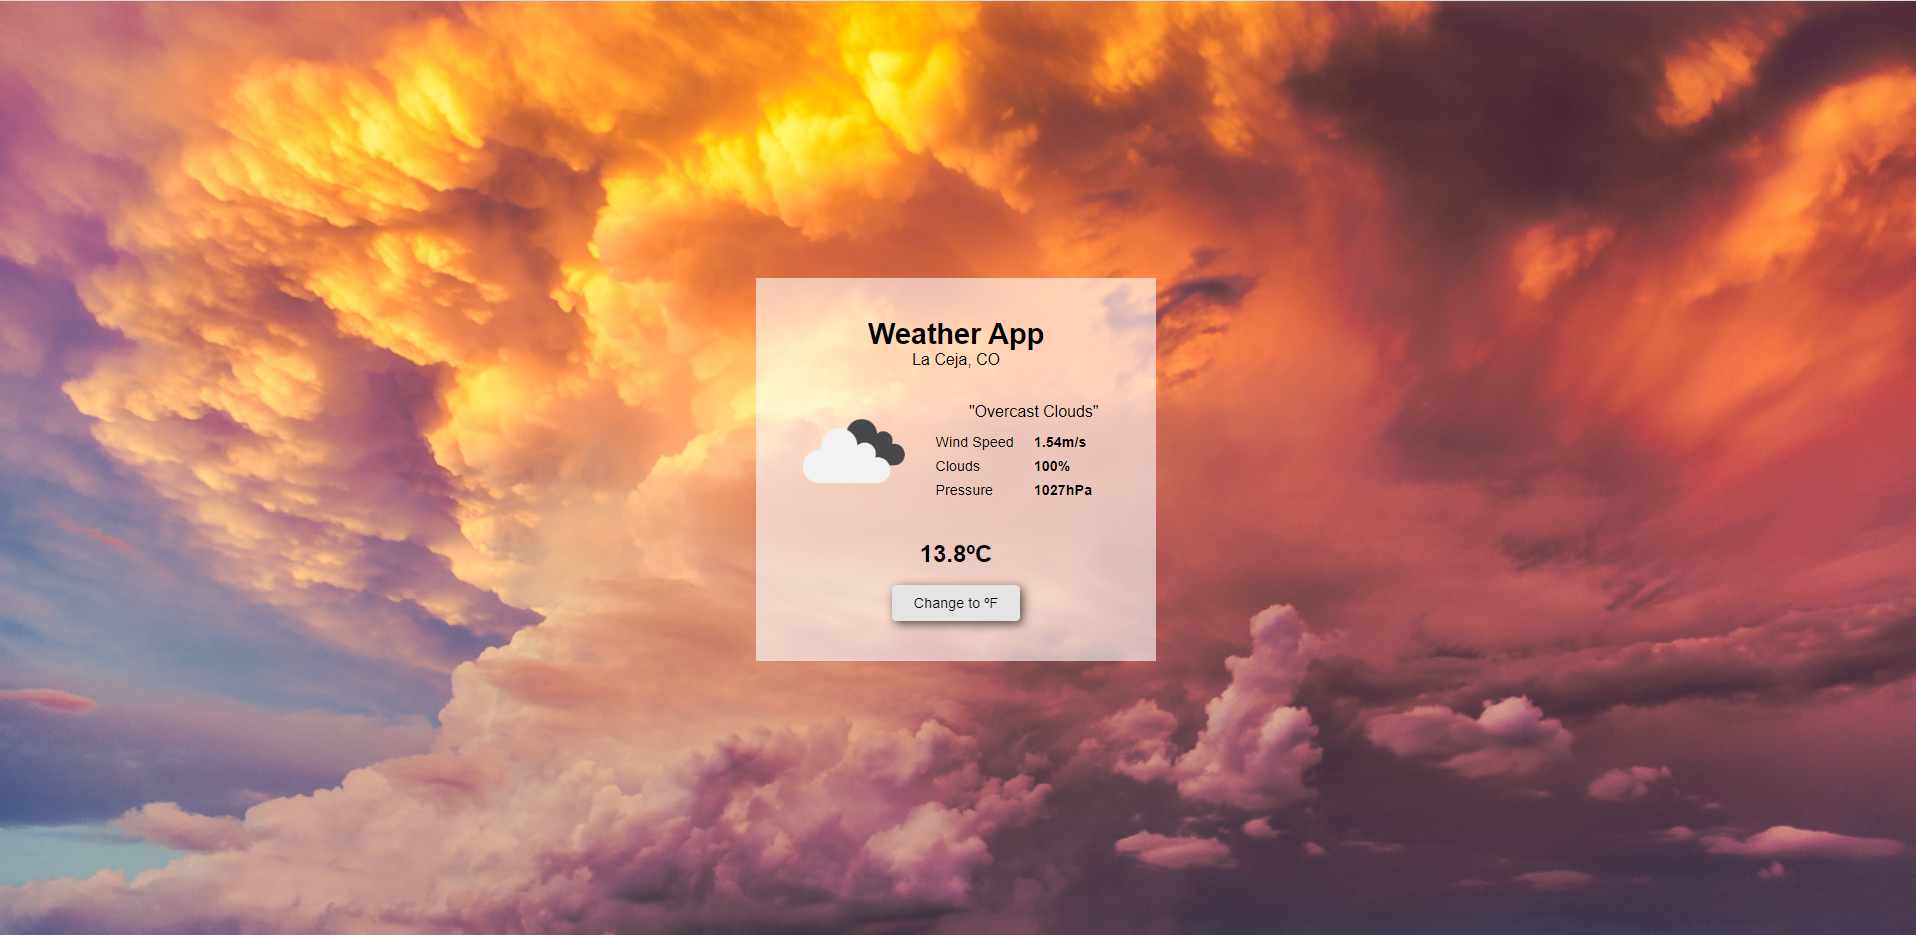 Weather App
La Ceja, CO
"Overcast Clouds"
Wind Speed 1.54m/s
Clouds 100%
Pressure 1027hPa
13.8ºC
Change to ºF